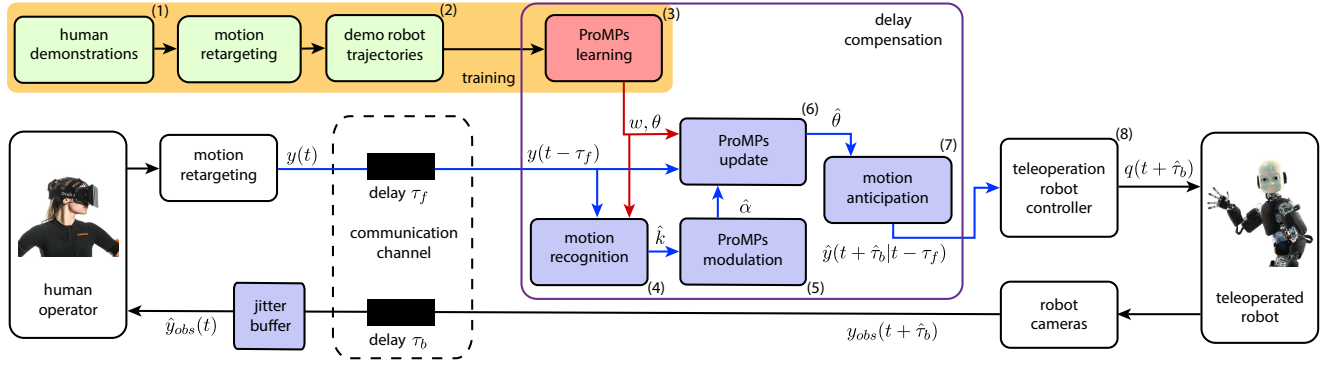 (1)
human
demonstrations
motion
retargeting
(2)
demo robot
trajectories
training
(3)
ProMPs
learning
delay
compensation
human
operator
motion
retargeting
y(t)
delay τ_f
communication
channel
y(t − τ_f)
w, θ
(6)
ProMPs
update
θ̂
(7)
motion
anticipation
α̂
motion
recognition
(4)
k̂
ProMPs
modulation
(5)
ŷ(t + τ̂_b|t − τ_f)
(8)
teleoperation
robot
controller
q(t + τ̂_b)
teleoperated
robot
robot
cameras
y_obs(t + τ̂_b)
delay τ_b
jitter
buffer
ŷ_obs(t)